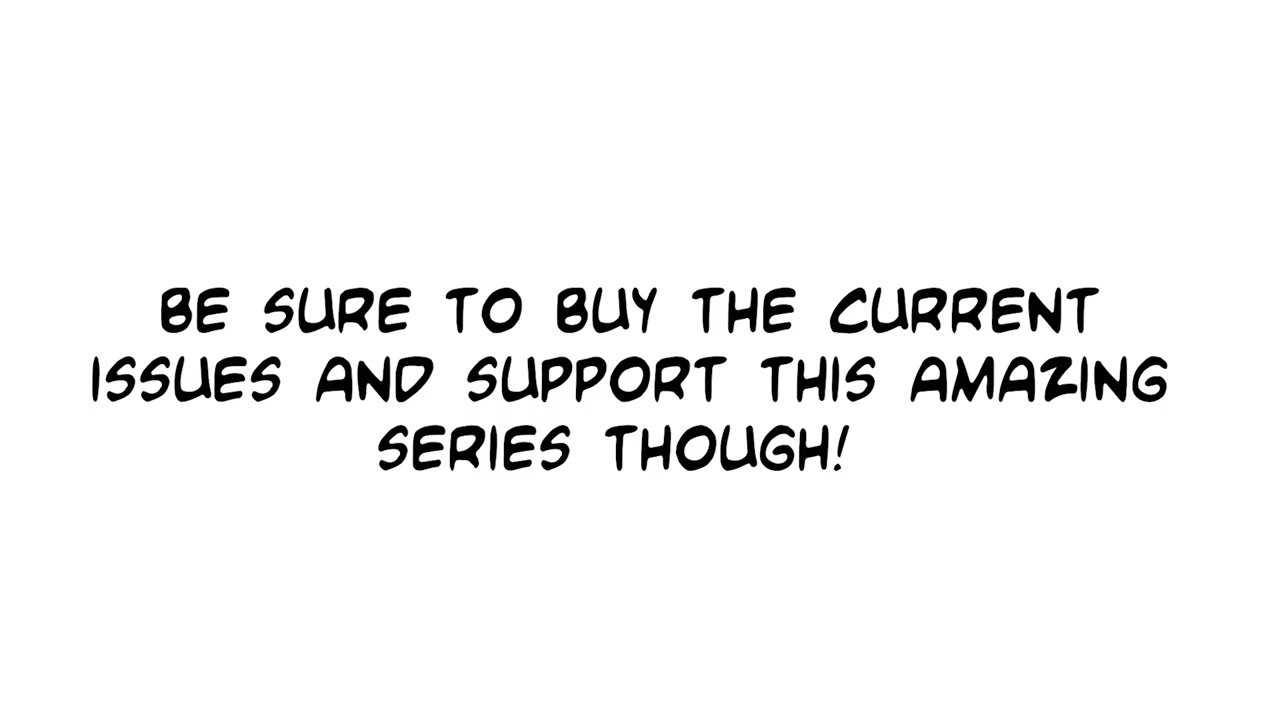 BE SURE TO BUY THE CURRENT
ISSUES AND SUPPORT THIS AMAZING
SERIES THOUGH!